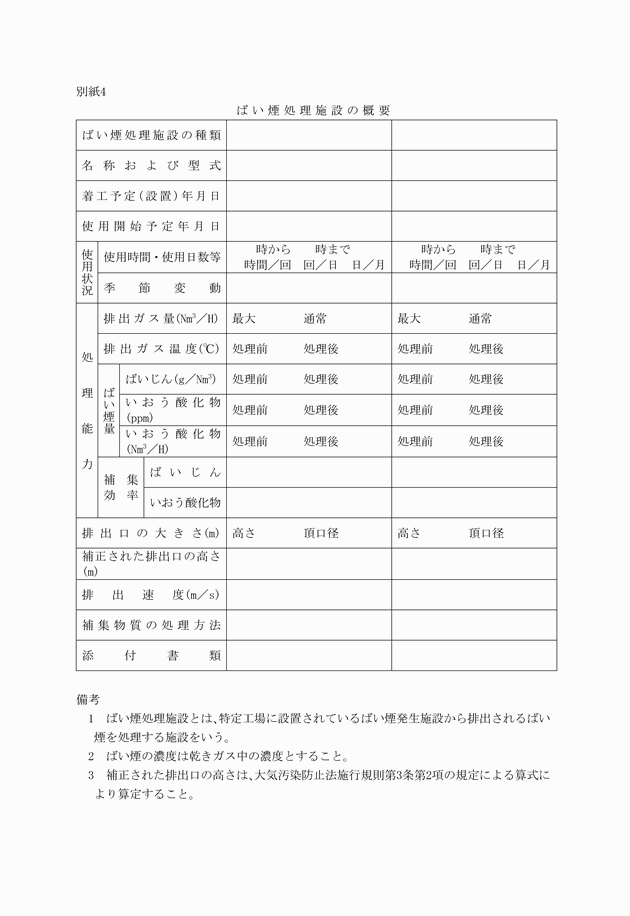 別紙4
ばい煙処理施設の概要
ばい煙処理施設の種類
名称および型式
着工予定(設置)年月日
使用開始予定年月日
使用状況
使用時間・使用日数等
時から　時まで
時間／回　回／日　日／月
時から　時まで
時間／回　回／日　日／月
季節変動
処理能力
排出ガス量(Nm³／H)　最大　通常　最大　通常
排出ガス温度(℃)　処理前　処理後　処理前　処理後
ばい煙量
ばいじん(g／Nm³)　処理前　処理後　処理前　処理後
いおう酸化物
(ppm)　処理前　処理後　処理前　処理後
いおう酸化物
(Nm³／H)　処理前　処理後　処理前　処理後
補集
効率
ばいじん
いおう酸化物
排出口の大きさ(m)　高さ　頂口径　高さ　頂口径
補正された排出口の高さ
(m)
排出速度(m／s)
補集物質の処理方法
添付書類
備考
1　ばい煙処理施設とは、特定工場に設置されているばい煙発生施設から排出されるばい
煙を処理する施設をいう。
2　ばい煙の濃度は乾きガス中の濃度とすること。
3　補正された排出口の高さは、大気汚染防止法施行規則第3条第2項の規定による算式に
より算定すること。